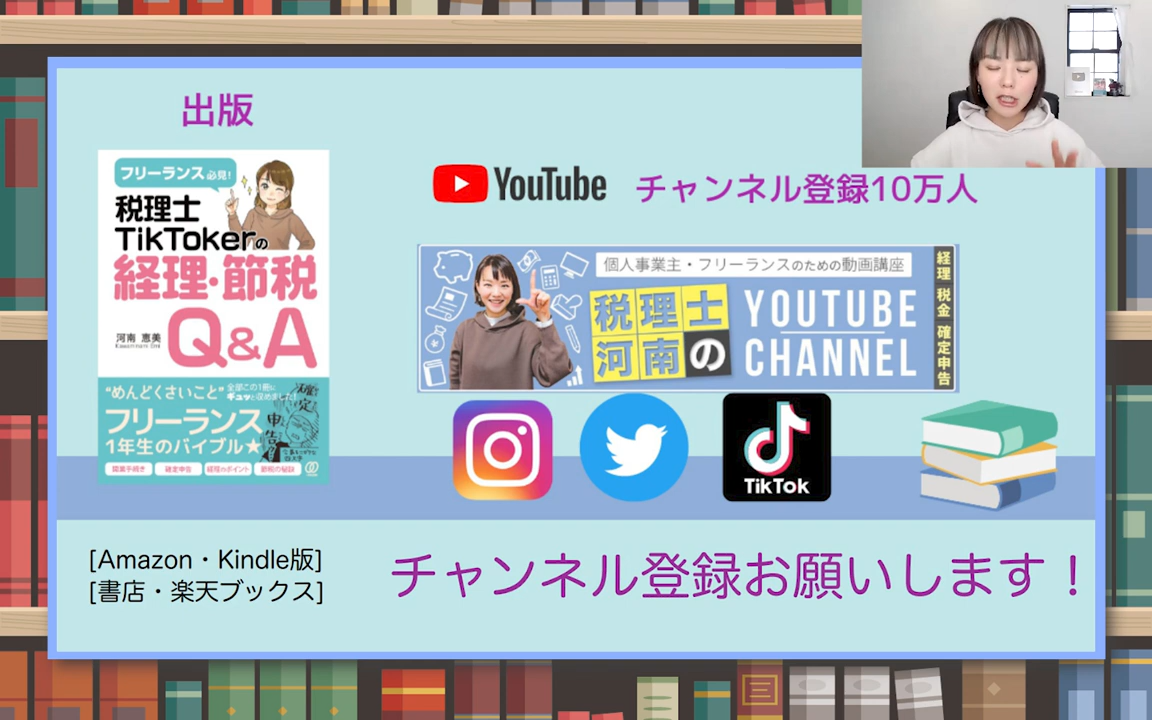 出版
フリーランス必見!
税理士
TikTokerの
経理・節税
Q&A
河南 恵美
"めんどくさいこと"
全部この1冊に
ギュッと収めました!
フリーランス
1年生のバイブル★
確定申告?
開業手続き 確定申告 経理のポイント 節税の秘訣
[Amazon・Kindle版]
[書店・楽天ブックス]
YouTube チャンネル登録10万人
個人事業主・フリーランスのための動画講座
税理士
河南の
YOUTUBE
CHANNEL
経理 税金 確定申告
TikTok
チャンネル登録お願いします！